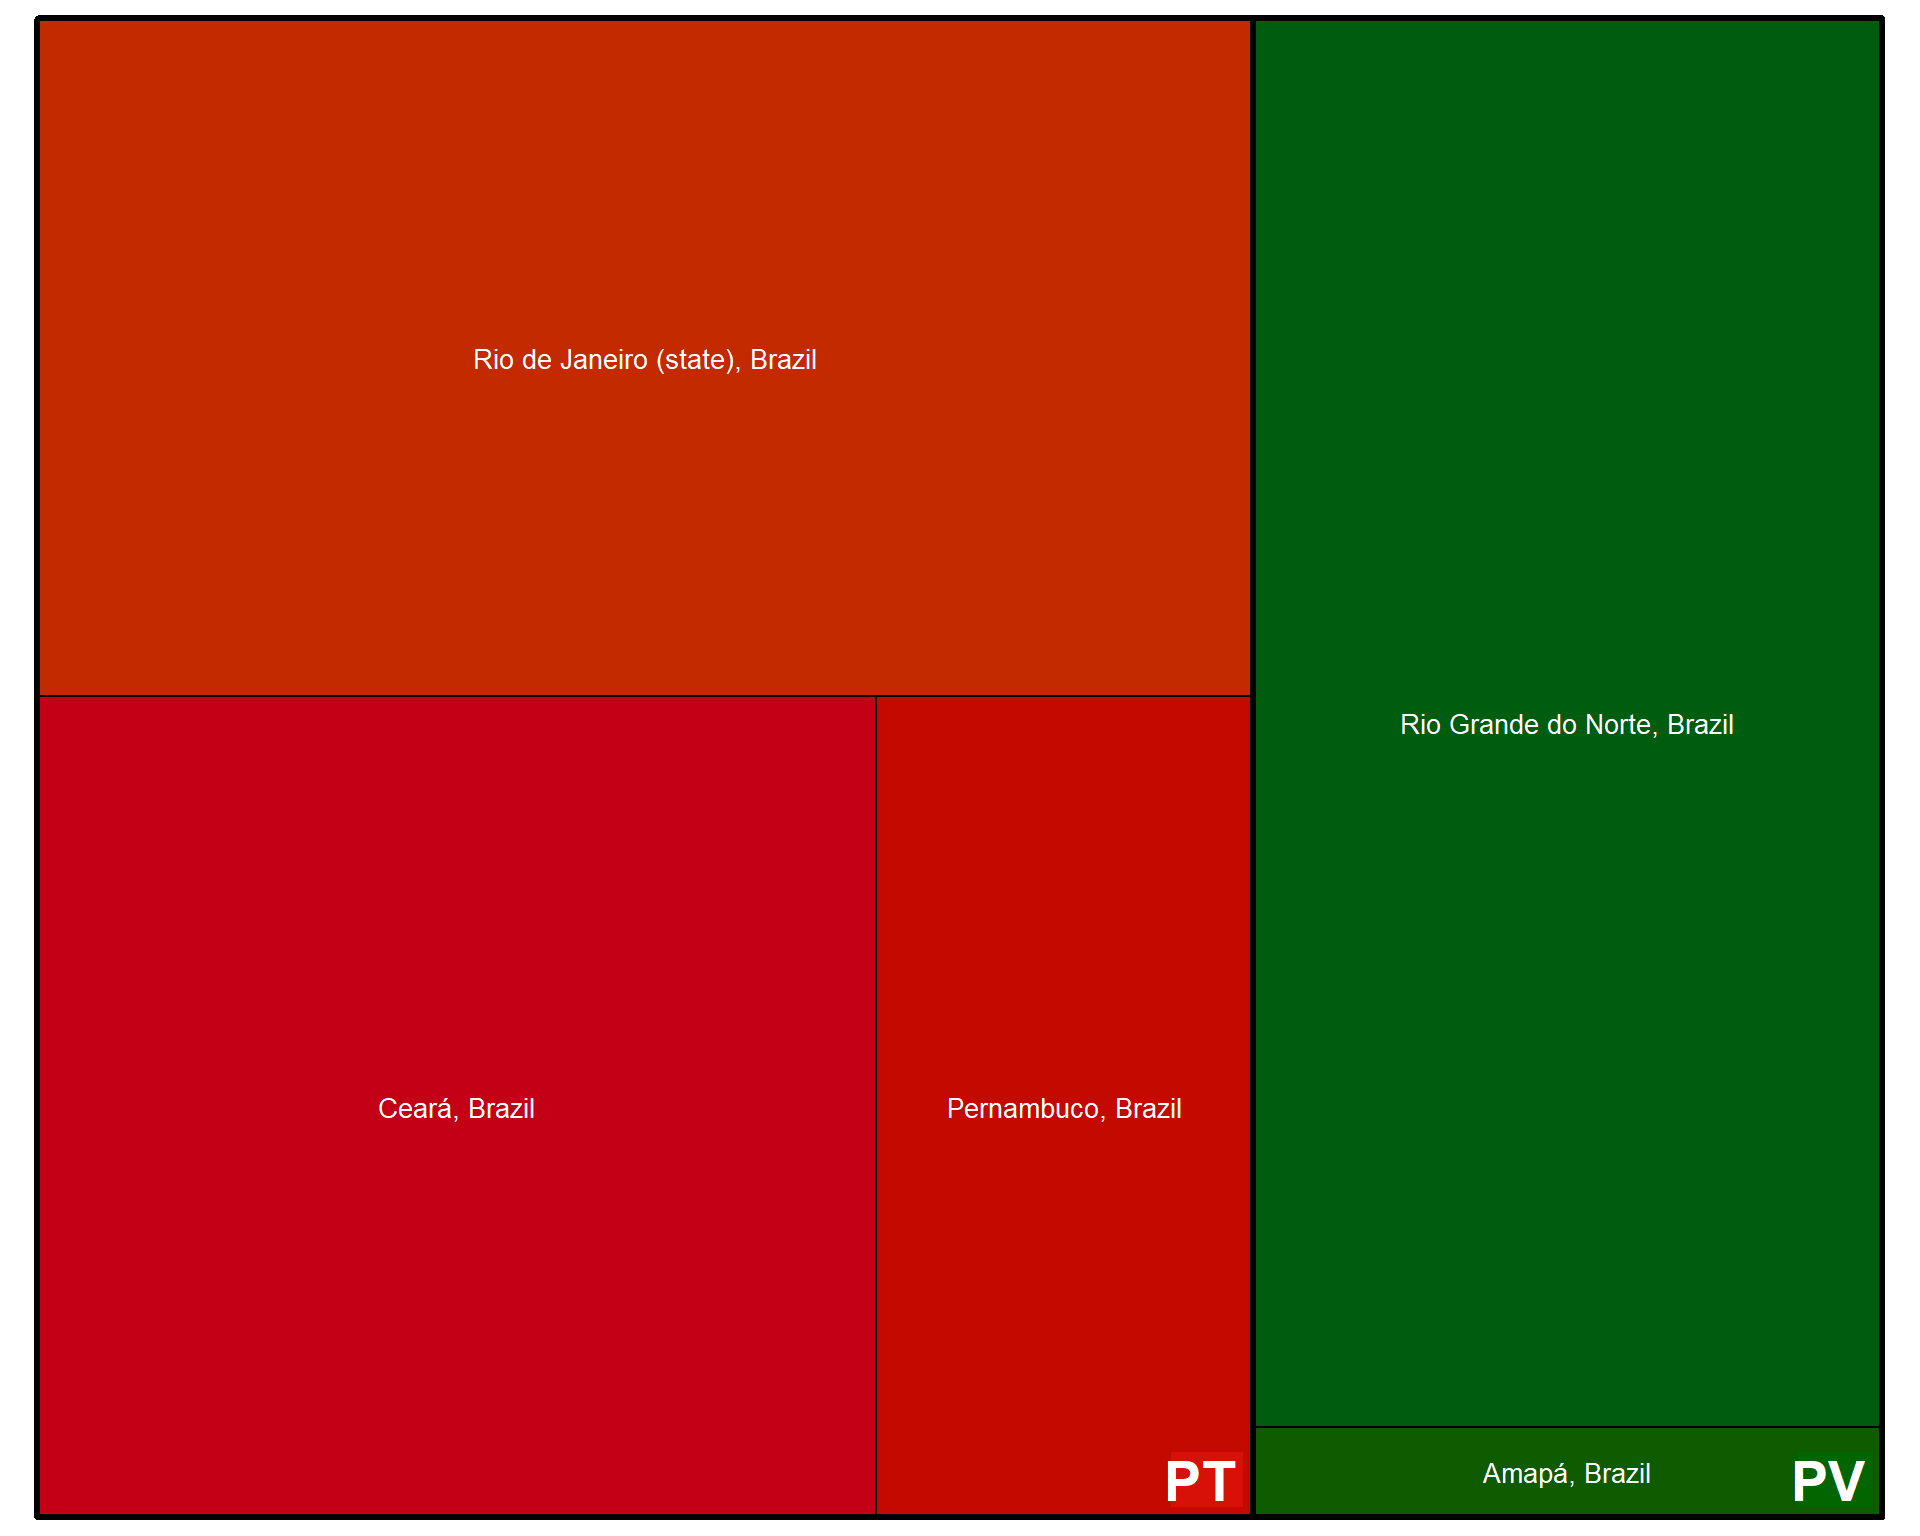 Rio de Janeiro (state), Brazil
Rio Grande do Norte, Brazil
Ceará, Brazil
Pernambuco, Brazil
Amapá, Brazil
PT
PV